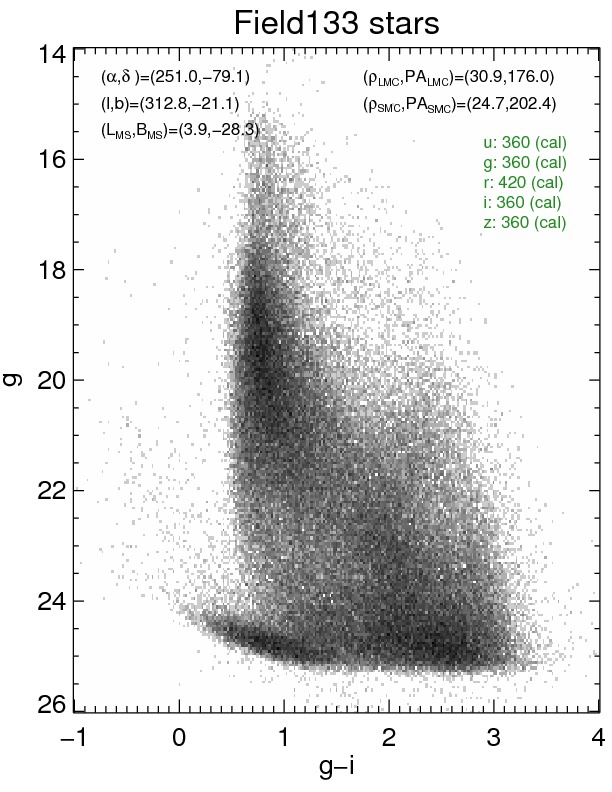 Field133 stars
(α,δ)=(251.0,−79.1)
(ρLMC,PALMC)=(30.9,176.0)
(l,b)=(312.8,−21.1)
(ρSMC,PASMC)=(24.7,202.4)
(LMS,BMS)=(3.9,−28.3)
u: 360 (cal)
g: 360 (cal)
r: 420 (cal)
i: 360 (cal)
z: 360 (cal)
14
16
18
20
22
24
26
g
−1 0 1 2 3 4
g−i